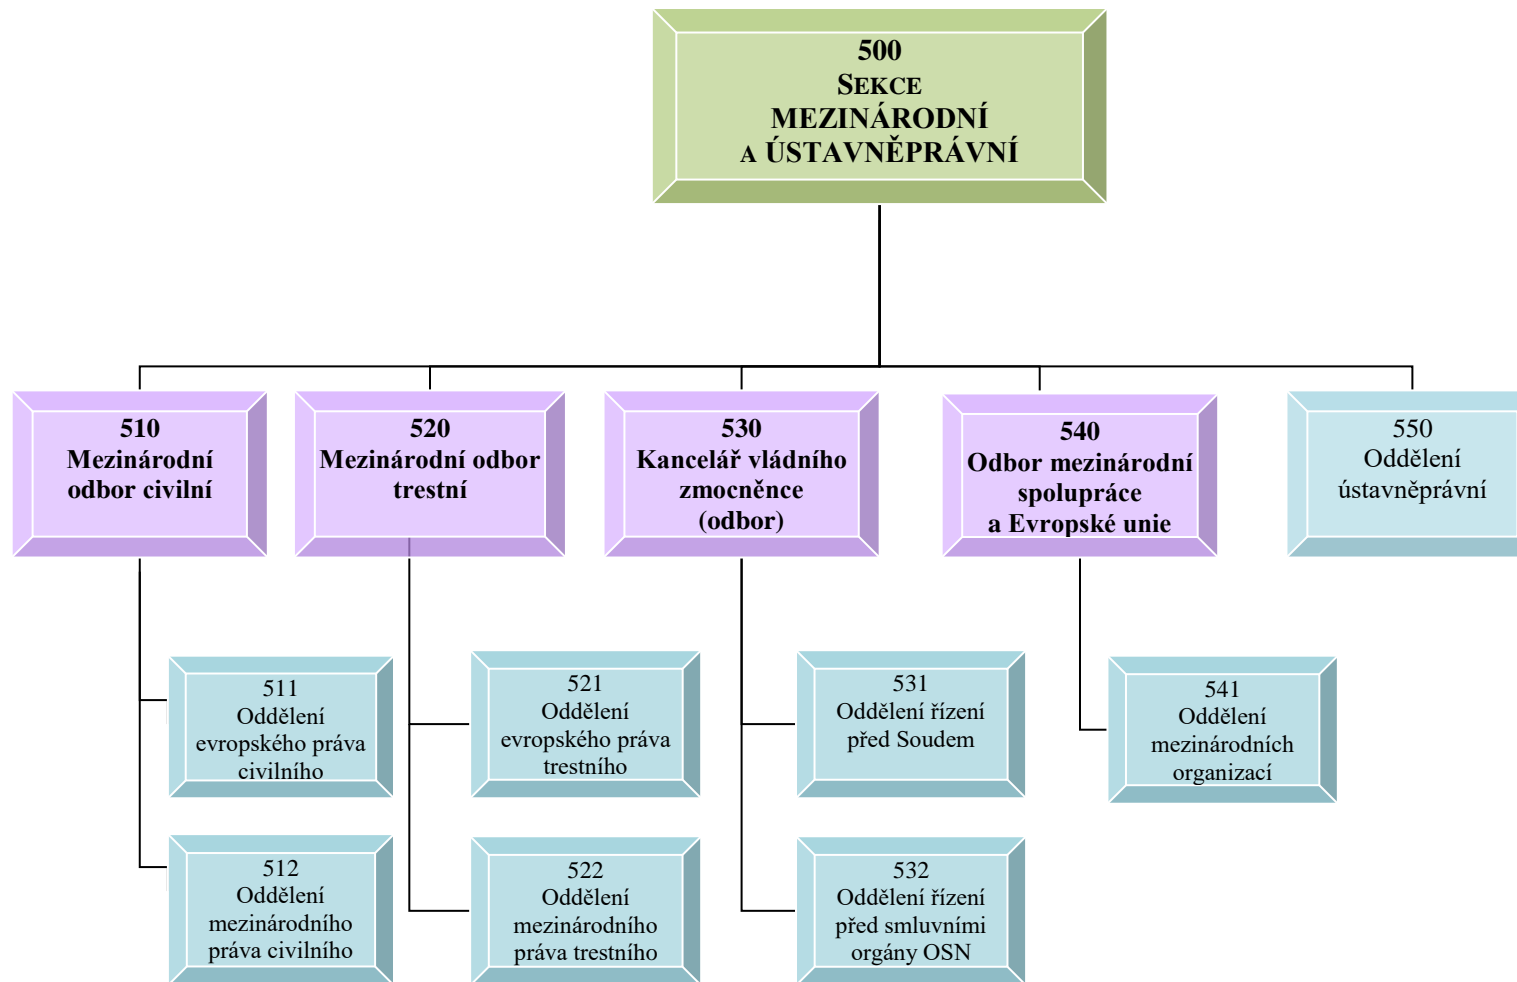 500
SEKCE
MEZINÁRODNÍ
A ÚSTAVNĚPRÁVNÍ
510
Mezinárodní
odbor civilní
520
Mezinárodní odbor
trestní
530
Kancelář vládního
zmocněnce
(odbor)
540
Odbor mezinárodní
spolupráce
a Evropské unie
550
Oddělení
ústavněprávní
511
Oddělení
evropského práva
civilního
521
Oddělení
evropského práva
trestního
531
Oddělení řízení
před Soudem
541
Oddělení
mezinárodních
organizací
512
Oddělení
mezinárodního
práva civilního
522
Oddělení
mezinárodního
práva trestního
532
Oddělení řízení
před smluvními
orgány OSN